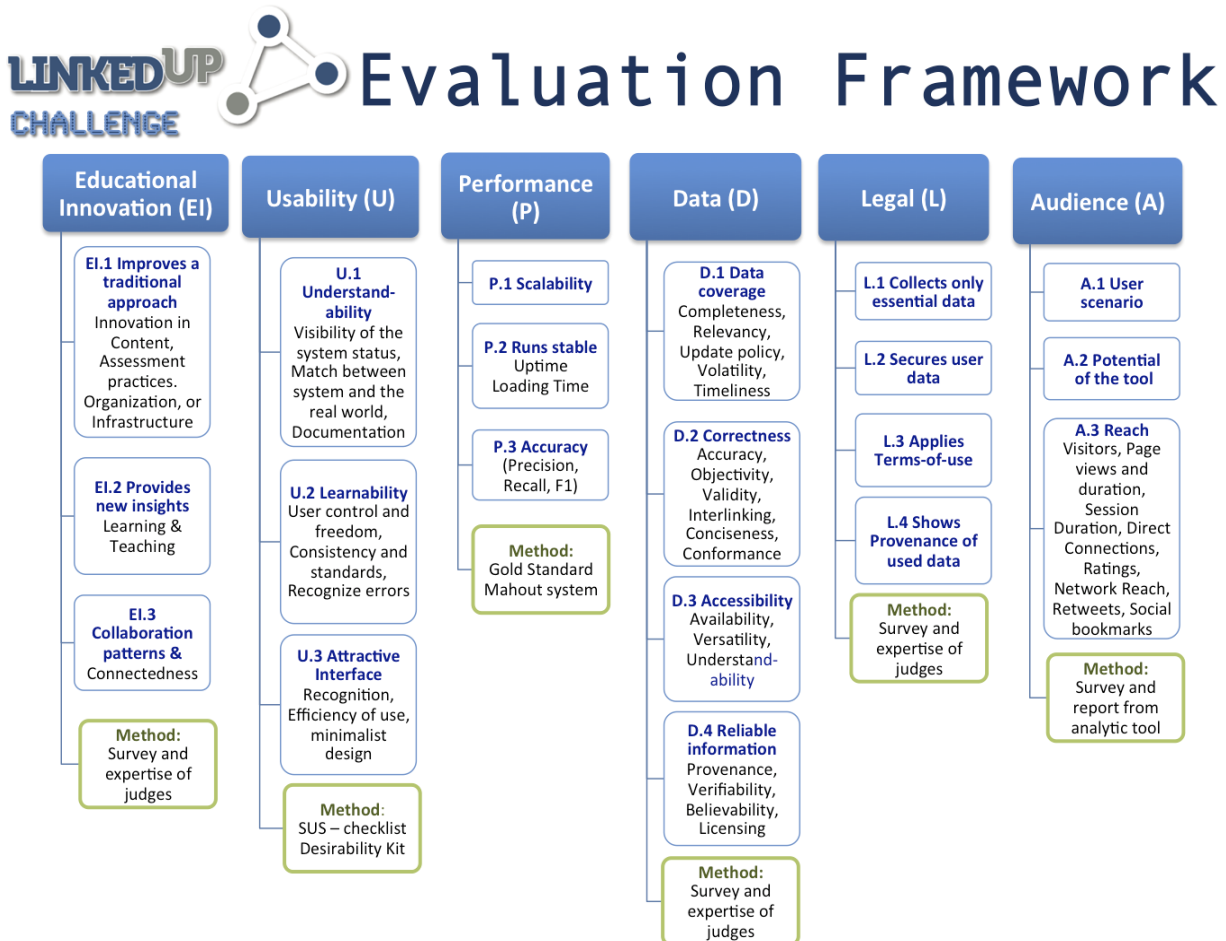 LINKEDUP
CHALLENGE
Evaluation Framework
Educational
Innovation (EI)
EI.1 Improves a
traditional
approach
Innovation in
Content,
Assessment
practices.
Organization, or
Infrastructure
EI.2 Provides
new insights
Learning &
Teaching
EI.3
Collaboration
patterns &
Connectedness
Method:
Survey and
expertise of
judges
Usability (U)
U.1
Understand-
ability
Visibility of the
system status,
Match between
system and the
real world,
Documentation
U.2 Learnability
User control and
freedom,
Consistency and
standards,
Recognize errors
U.3 Attractive
Interface
Recognition,
Efficiency of use,
minimalist
design
Method:
SUS – checklist
Desirability Kit
Performance
(P)
P.1 Scalability
P.2 Runs stable
Uptime
Loading Time
P.3 Accuracy
(Precision,
Recall, F1)
Method:
Gold Standard
Mahout system
Data (D)
D.1 Data
coverage
Completeness,
Relevancy,
Update policy,
Volatility,
Timeliness
D.2 Correctness
Accuracy,
Objectivity,
Validity,
Interlinking,
Conciseness,
Conformance
D.3 Accessibility
Availability,
Versatility,
Understand-
ability
D.4 Reliable
information
Provenance,
Verifiability,
Believability,
Licensing
Method:
Survey and
expertise of
judges
Legal (L)
L.1 Collects only
essential data
L.2 Secures user
data
L.3 Applies
Terms-of-use
L.4 Shows
Provenance of
used data
Method:
Survey and
expertise of
judges
Audience (A)
A.1 User
scenario
A.2 Potential
of the tool
A.3 Reach
Visitors, Page
views and
duration,
Session
Duration, Direct
Connections,
Ratings,
Network Reach,
Retweets, Social
bookmarks
Method:
Survey and
report from
analytic tool